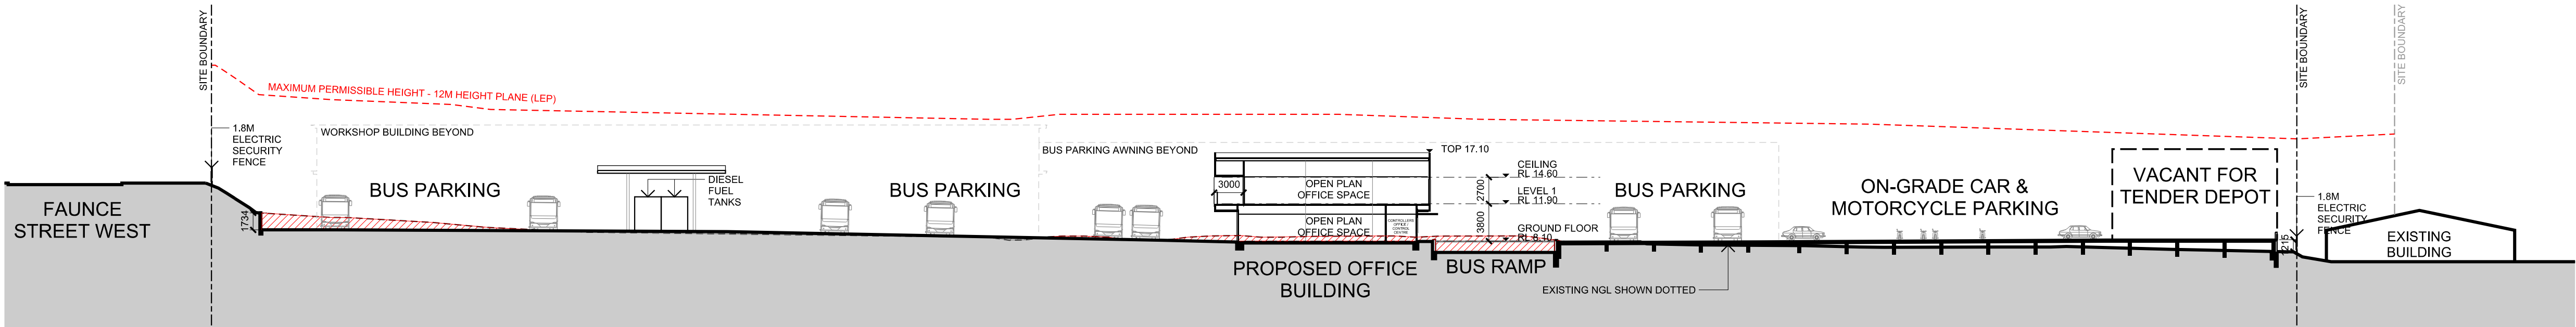 SITE BOUNDARY
SITE BOUNDARY
SITE BOUNDARY
MAXIMUM PERMISSIBLE HEIGHT - 12M HEIGHT PLANE (LEP)
1.8M
ELECTRIC
SECURITY
FENCE
WORKSHOP BUILDING BEYOND
BUS PARKING AWNING BEYOND
TOP 17.10
FAUNCE
STREET WEST
1734
BUS PARKING
DIESEL
FUEL
TANKS
BUS PARKING
3000
OPEN PLAN
OFFICE SPACE
OPEN PLAN
OFFICE SPACE
CONTROLLERS
OFFICE /
CONTROL
CENTRE
2700
3800
CEILING
RL 14.60
LEVEL 1
RL 11.90
GROUND FLOOR
RL 8.10
PROPOSED OFFICE
BUILDING
BUS RAMP
BUS PARKING
EXISTING NGL SHOWN DOTTED
ON-GRADE CAR &
MOTORCYCLE PARKING
VACANT FOR
TENDER DEPOT
1.8M
ELECTRIC
SECURITY
FENCE
EXISTING
BUILDING